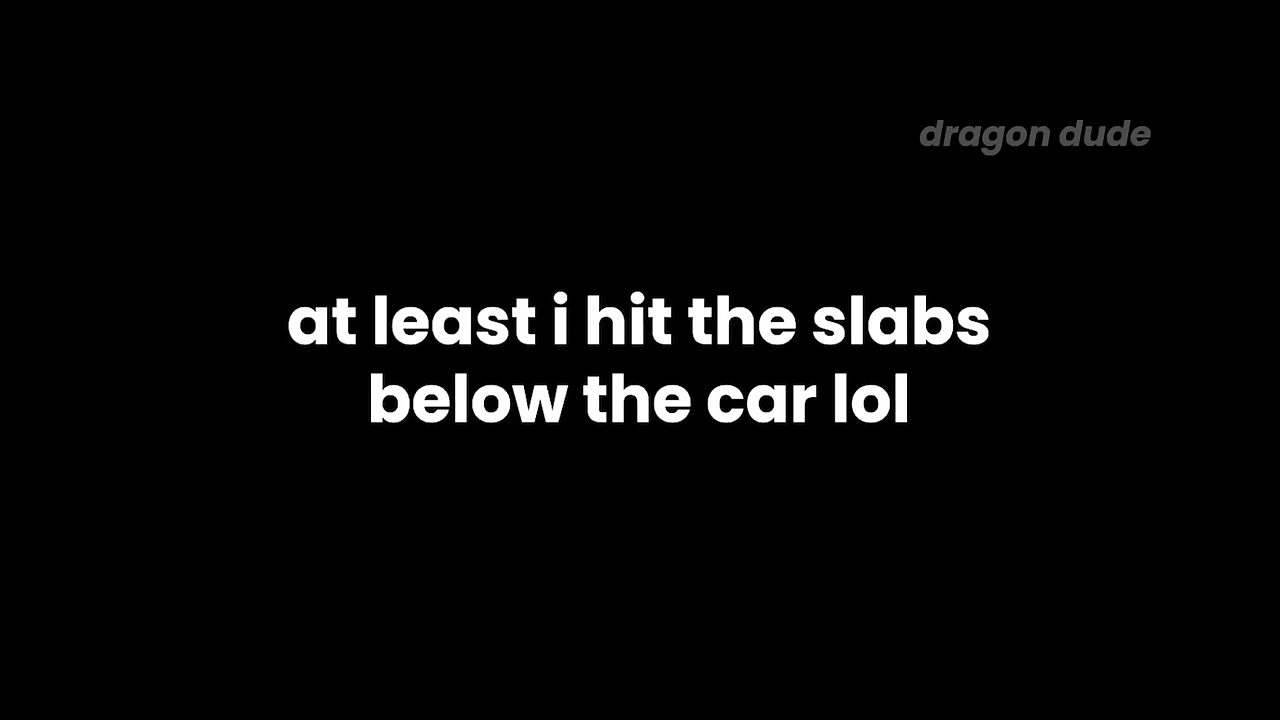 dragon dude
at least i hit the slabs
below the car lol